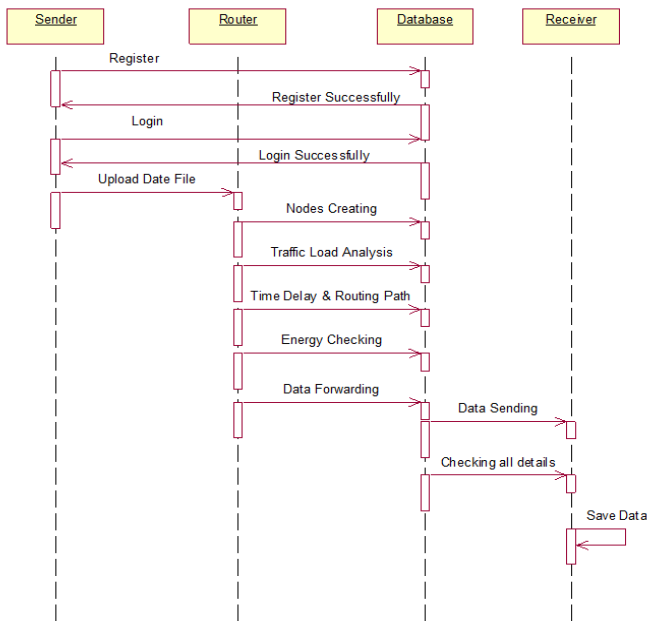 Sender
Router
Database
Receiver
Register
Register Successfully
Login
Login Successfully
Upload Date File
Nodes Creating
Traffic Load Analysis
Time Delay & Routing Path
Energy Checking
Data Forwarding
Data Sending
Checking all details
Save Data